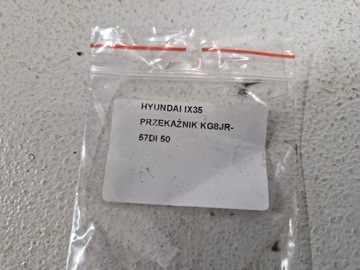 HYUNDAI IX35
PRZEKAŹNIK KG8JR-
57DI 50